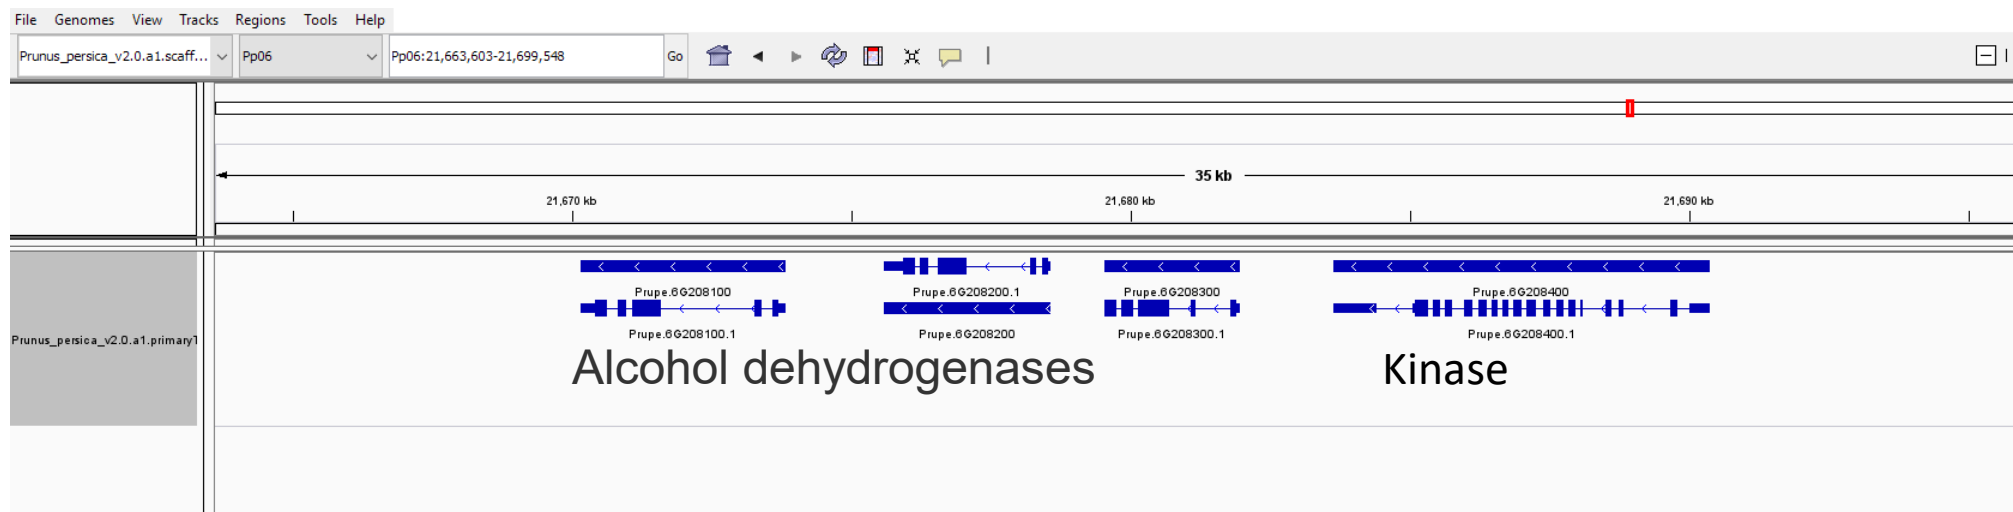 File Genomes View Tracks Regions Tools Help
Prunus_persica_v2.0.a1.scaff... Pp06 Pp06:21,663,603-21,699,548 Go
35 kb
21,670 kb 21,680 kb 21,690 kb
Prupe.6G208100 Prupe.6G208200.1 Prupe.6G208300 Prupe.6G208400
Prunus_persica_v2.0.a1.primaryT Prupe.6G208100.1 Prupe.6G208200 Prupe.6G208300.1 Prupe.6G208400.1
Alcohol dehydrogenases Kinase